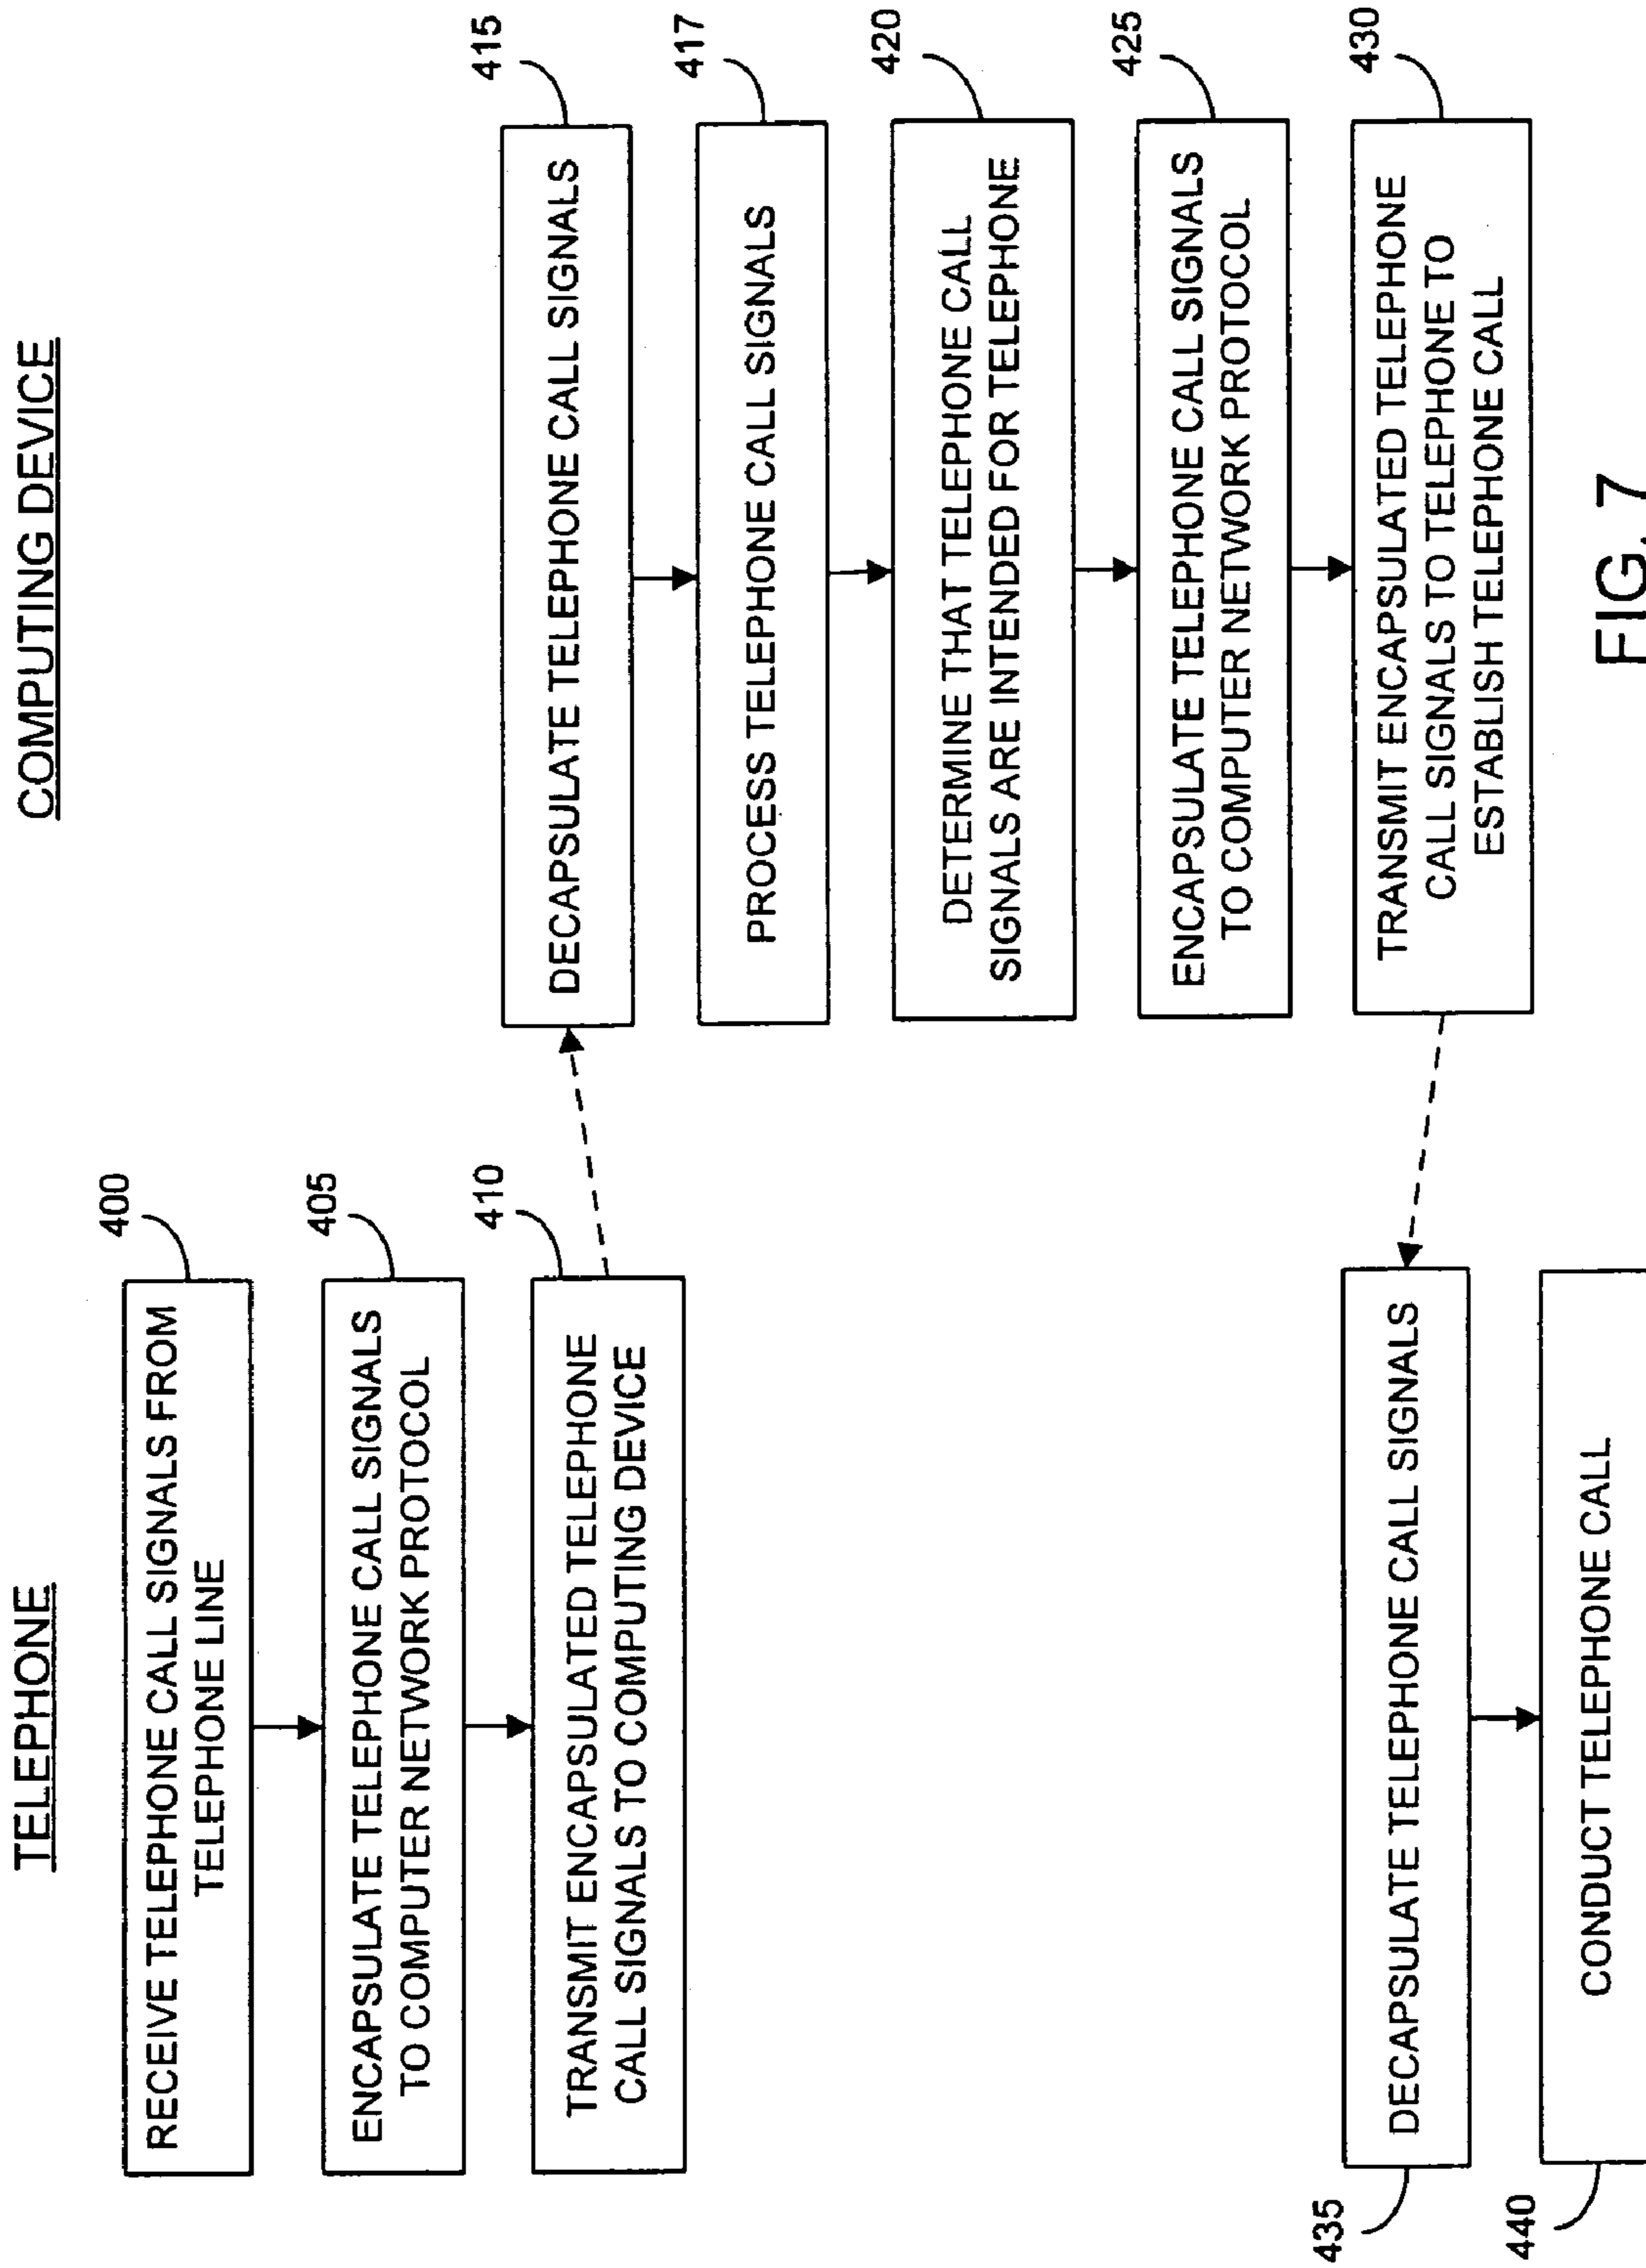 TELEPHONE
COMPUTING DEVICE
400
RECEIVE TELEPHONE CALL SIGNALS FROM
TELEPHONE LINE
405
ENCAPSULATE TELEPHONE CALL SIGNALS
TO COMPUTER NETWORK PROTOCOL
410
TRANSMIT ENCAPSULATED TELEPHONE
CALL SIGNALS TO COMPUTING DEVICE
415
DECAPSULATE TELEPHONE CALL SIGNALS
417
PROCESS TELEPHONE CALL SIGNALS
420
DETERMINE THAT TELEPHONE CALL
SIGNALS ARE INTENDED FOR TELEPHONE
425
ENCAPSULATE TELEPHONE CALL SIGNALS
TO COMPUTER NETWORK PROTOCOL
430
TRANSMIT ENCAPSULATED TELEPHONE
CALL SIGNALS TO TELEPHONE TO
ESTABLISH TELEPHONE CALL
435
DECAPSULATE TELEPHONE CALL SIGNALS
440
CONDUCT TELEPHONE CALL
FIG. 7